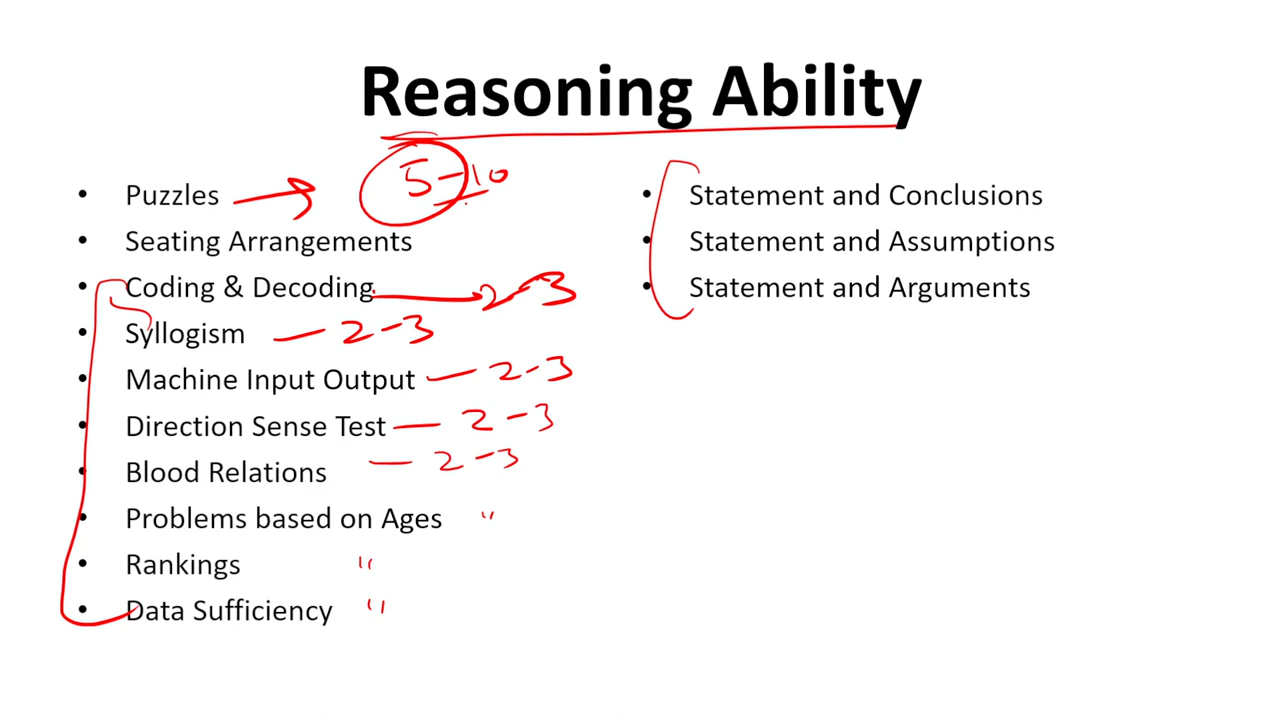 Reasoning Ability
• Puzzles → 5-10
• Seating Arrangements
• Coding & Decoding 2-3
• Syllogism - 2-3
• Machine Input Output - 2-3
• Direction Sense Test - 2-3
• Blood Relations - 2-3
• Problems based on Ages "
• Rankings "
• Data Sufficiency "
• Statement and Conclusions
• Statement and Assumptions
• Statement and Arguments